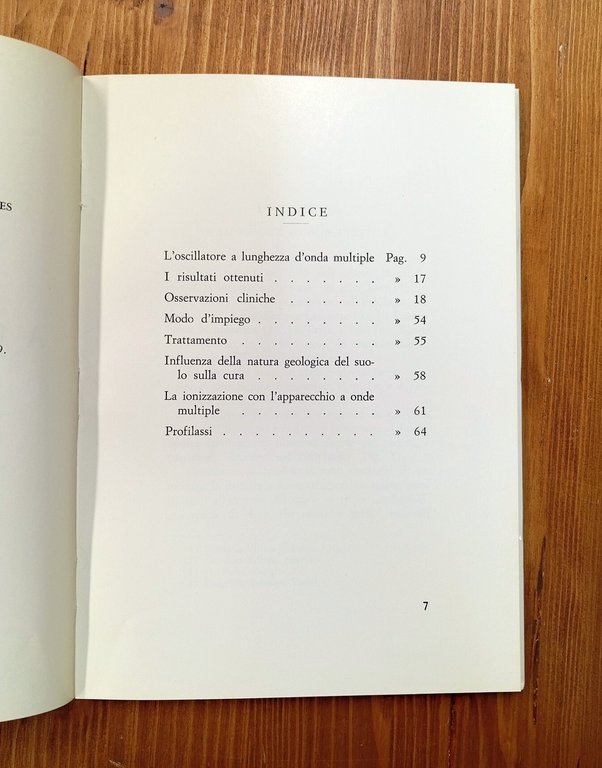 ES
9.
INDICE
L'oscillatore a lunghezza d'onda multiple Pag. 9
I risultati ottenuti . . . . . . . » 17
Osservazioni cliniche . . . . . . » 18
Modo d'impiego . . . . . . . . » 54
Trattamento . . . . . . . . » 55
Influenza della natura geologica del suo-
lo sulla cura . . . . . . . . » 58
La ionizzazione con l'apparecchio a onde
multiple . . . . . . . . » 61
Profilassi . . . . . . . . . . » 64
7